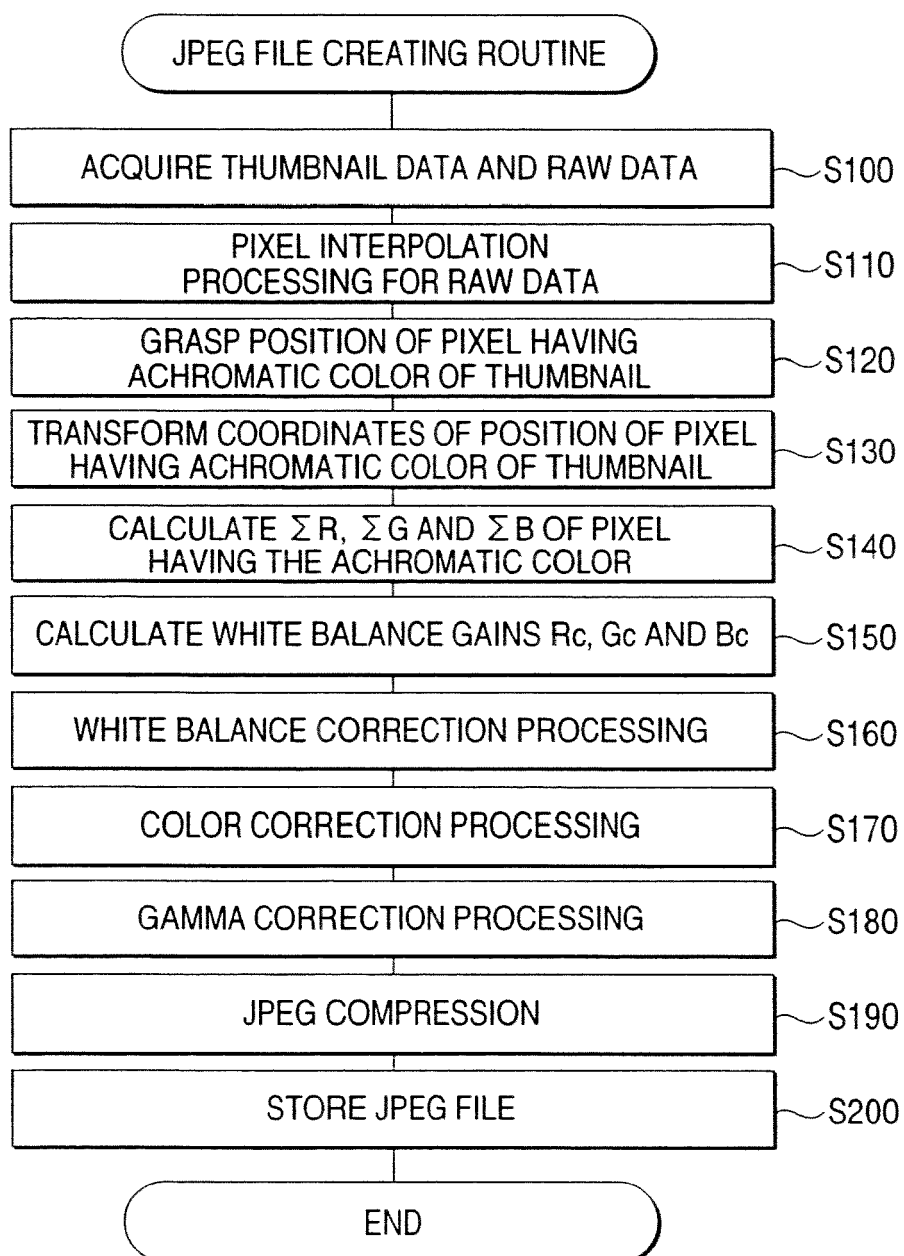 JPEG FILE CREATING ROUTINE
ACQUIRE THUMBNAIL DATA AND RAW DATA
S100
PIXEL INTERPOLATION
PROCESSING FOR RAW DATA
S110
GRASP POSITION OF PIXEL HAVING
ACHROMATIC COLOR OF THUMBNAIL
S120
TRANSFORM COORDINATES OF POSITION OF PIXEL
HAVING ACHROMATIC COLOR OF THUMBNAIL
S130
CALCULATE ΣR, ΣG AND ΣB OF PIXEL
HAVING THE ACHROMATIC COLOR
S140
CALCULATE WHITE BALANCE GAINS Rc, Gc AND Bc
S150
WHITE BALANCE CORRECTION PROCESSING
S160
COLOR CORRECTION PROCESSING
S170
GAMMA CORRECTION PROCESSING
S180
JPEG COMPRESSION
S190
STORE JPEG FILE
S200
END